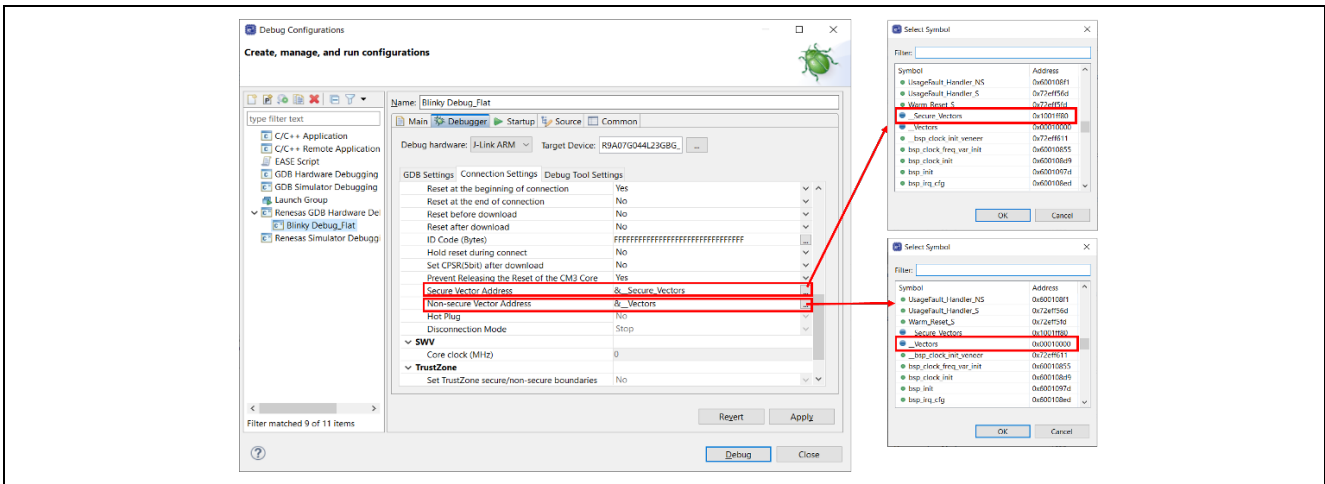 Debug Configurations
Create, manage, and run configurations
type filter text
C/C++ Application
C/C++ Remote Application
EASE Script
GDB Hardware Debugging
GDB Simulator Debugging
Launch Group
Renesas GDB Hardware De
Blinky Debug_Flat
Renesas Simulator Debuggi
Filter matched 9 of 11 items
Name: Blinky Debug_Flat
Main Debugger Startup Source Common
Debug hardware: J-Link ARM Target Device: R9A07G044L23GBG_ ...
GDB Settings Connection Settings Debug Tool Settings
Reset at the beginning of connection Yes
Reset at the end of connection No
Reset before download No
Reset after download No
ID Code (Bytes) FFFFFFFFFFFFFFFFFFFFFFFFFFFFFFFF ...
Hold reset during connect No
Set CPSR(5bit) after download No
Prevent Releasing the Reset of the CM3 Core Yes
Secure Vector Address &__Secure_Vectors ...
Non-secure Vector Address &__Vectors ...
Hot Plug No
Disconnection Mode Stop
SWV
Core clock (MHz) 0
TrustZone
Set TrustZone secure/non-secure boundaries No
Revert Apply
Debug Close
Select Symbol
Filter:
Symbol Address
UsageFault_Handler_NS 0x600108f1
UsageFault_Handler_S 0x72eff56d
Warm_Reset_S 0x72eff5fd
__Secure_Vectors 0x1001ff80
__Vectors 0x00010000
__bsp_clock_init_veneer 0x72eff611
bsp_clock_freq_var_init 0x60010855
bsp_clock_init 0x600108d9
bsp_init 0x6001097d
bsp_irq_cfg 0x600108ed
OK Cancel
Select Symbol
Filter:
Symbol Address
UsageFault_Handler_NS 0x600108f1
UsageFault_Handler_S 0x72eff56d
Warm_Reset_S 0x72eff5fd
__Secure_Vectors 0x1001ff80
__Vectors 0x00010000
__bsp_clock_init_veneer 0x72eff611
bsp_clock_freq_var_init 0x60010855
bsp_clock_init 0x600108d9
bsp_init 0x6001097d
bsp_irq_cfg 0x600108ed
OK Cancel